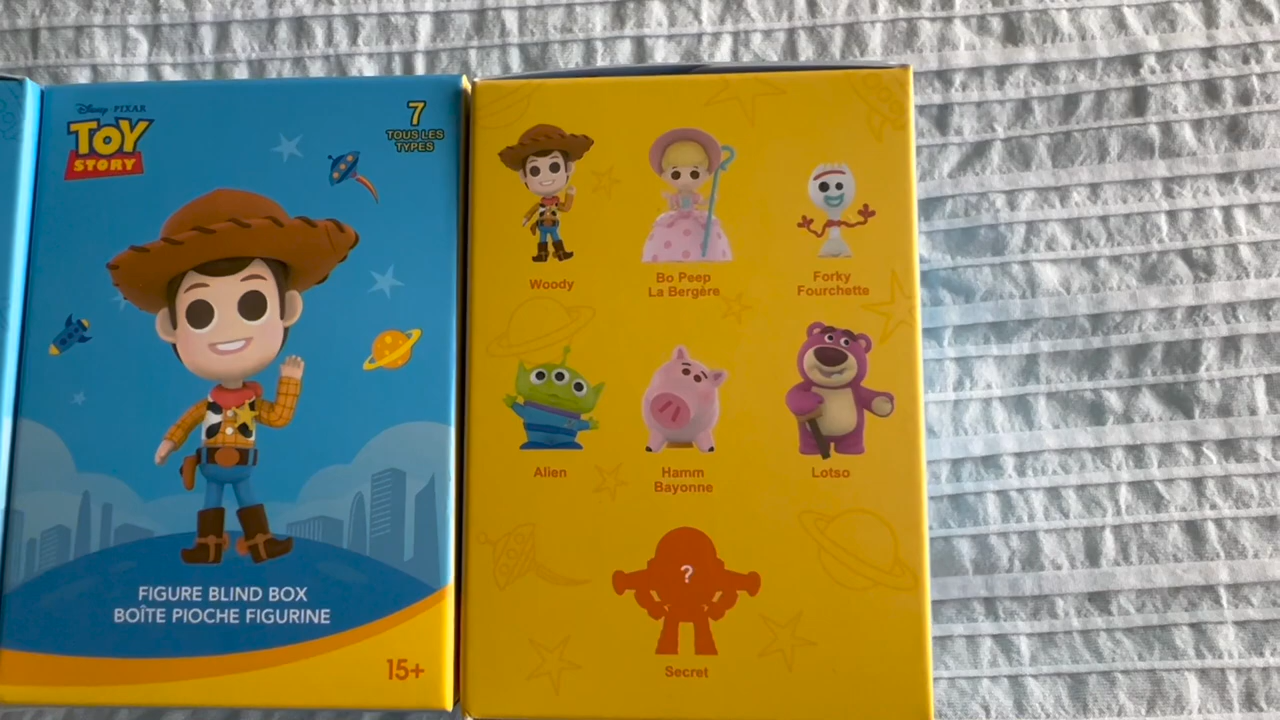 Disney PIXAR
TOY
STORY
7
TOUS LES
TYPES
FIGURE BLIND BOX
BOÎTE PIOCHE FIGURINE
15+
Woody
Bo Peep
La Bergère
Forky
Fourchette
Alien
Hamm
Bayonne
Lotso
?
Secret